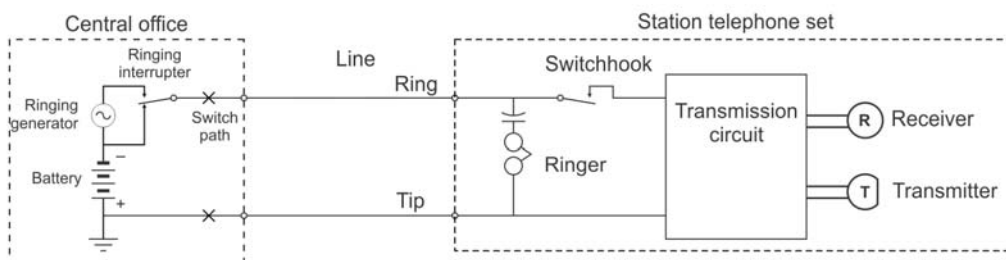 Central office
Station telephone set
Ringing
interrupter
Line
Switchhook
Ring
Ringing
generator
Switch
path
Transmission
circuit
R
Receiver
Ringer
−
Battery
+
Tip
T
Transmitter